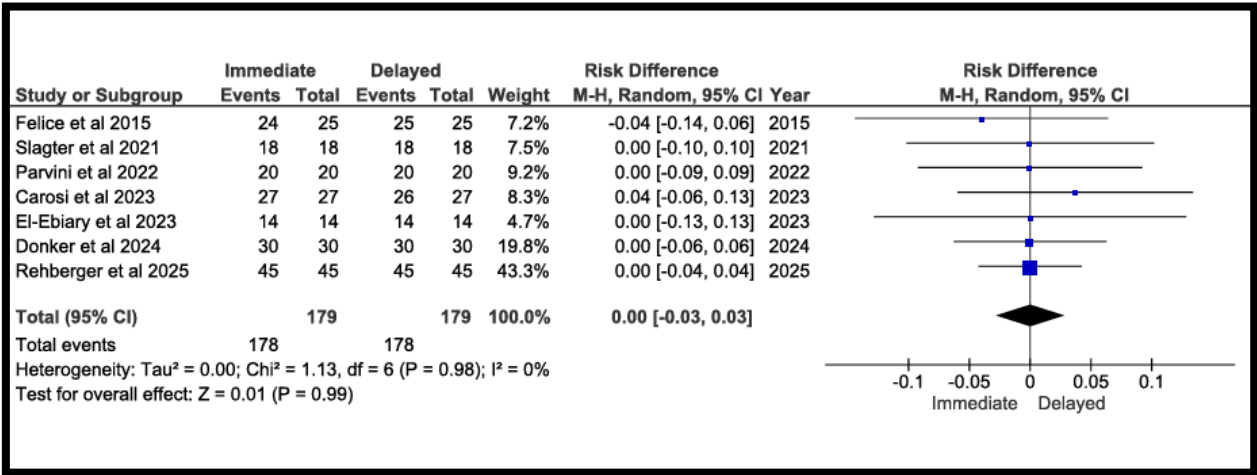 Immediate Delayed Risk Difference Risk Difference
Study or Subgroup Events Total Events Total Weight M-H, Random, 95% CI Year M-H, Random, 95% CI
Felice et al 2015 24 25 25 25 7.2% -0.04 [-0.14, 0.06] 2015
Slagter et al 2021 18 18 18 18 7.5% 0.00 [-0.10, 0.10] 2021
Parvini et al 2022 20 20 20 20 9.2% 0.00 [-0.09, 0.09] 2022
Carosi et al 2023 27 27 26 27 8.3% 0.04 [-0.06, 0.13] 2023
El-Ebiary et al 2023 14 14 14 14 4.7% 0.00 [-0.13, 0.13] 2023
Donker et al 2024 30 30 30 30 19.8% 0.00 [-0.06, 0.06] 2024
Rehberger et al 2025 45 45 45 45 43.3% 0.00 [-0.04, 0.04] 2025
Total (95% CI) 179 179 100.0% 0.00 [-0.03, 0.03]
Total events 178 178
Heterogeneity: Tau² = 0.00; Chi² = 1.13, df = 6 (P = 0.98); I² = 0%
Test for overall effect: Z = 0.01 (P = 0.99)
-0.1 -0.05 0 0.05 0.1
Immediate Delayed